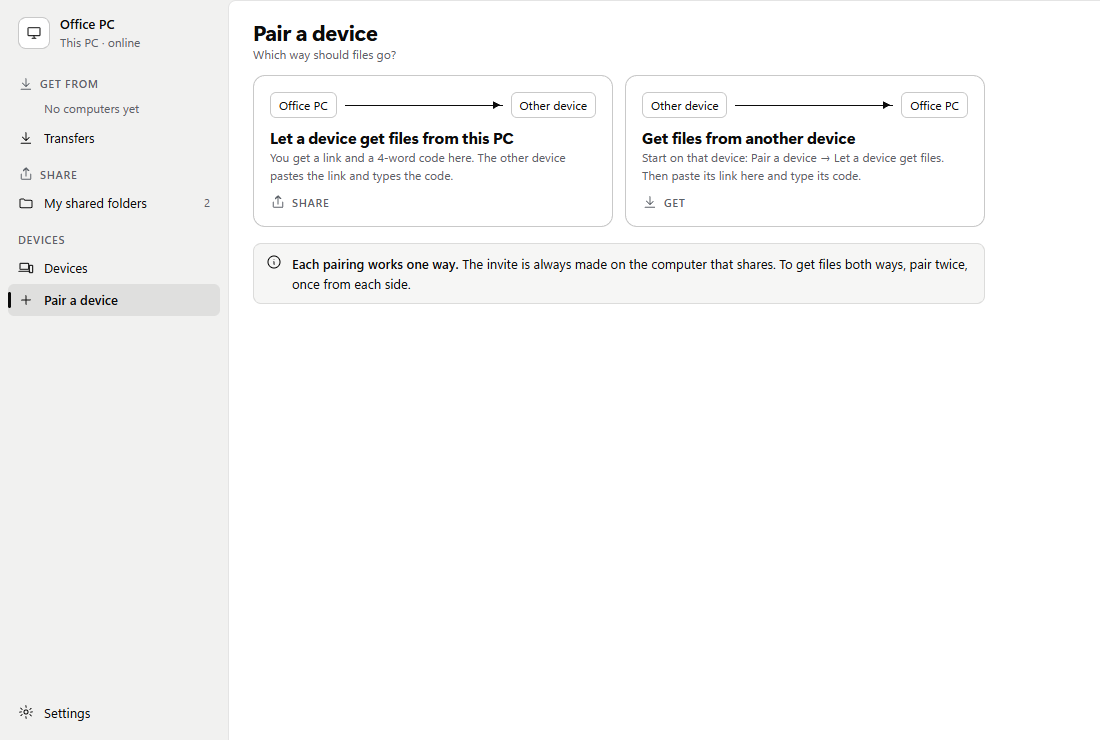 Office PC
This PC · online
GET FROM
No computers yet
Transfers
SHARE
My shared folders 2
DEVICES
Devices
Pair a device
Settings
Pair a device
Which way should files go?
Office PC Other device
Let a device get files from this PC
You get a link and a 4-word code here. The other device
pastes the link and types the code.
SHARE
Other device Office PC
Get files from another device
Start on that device: Pair a device → Let a device get files.
Then paste its link here and type its code.
GET
Each pairing works one way. The invite is always made on the computer that shares. To get files both ways, pair twice,
once from each side.